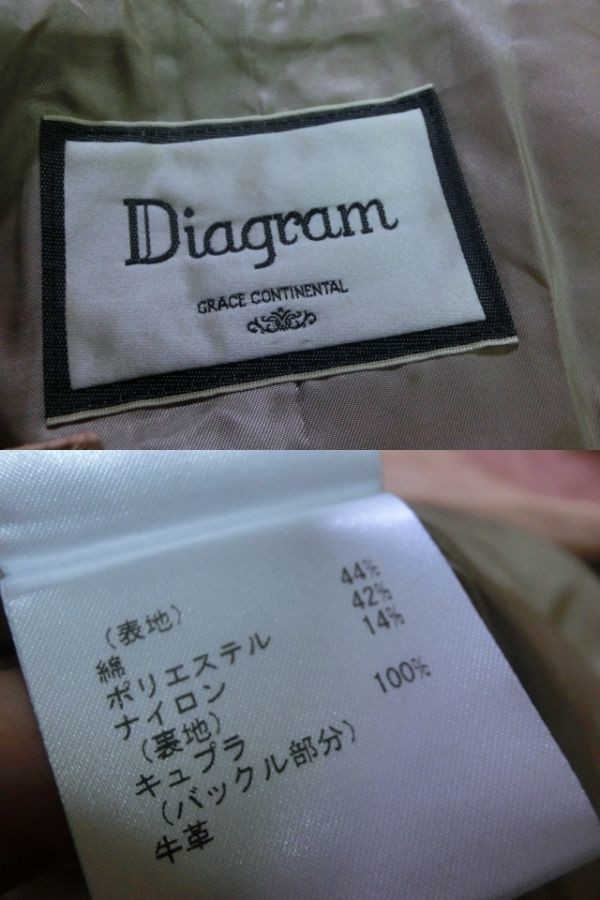 Diagram
GRACE CONTINENTAL
(表地)
綿 44%
ポリエステル 42%
ナイロン 14%
(裏地)
キュプラ 100%
(バックル部分)
牛革